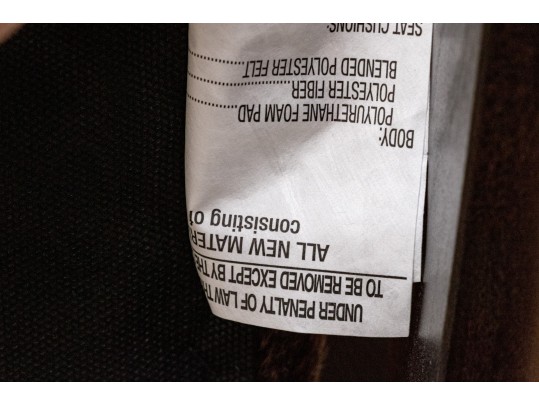 UNDER PENALTY OF LAW
TO BE REMOVED EXCEPT BY
ALL NEW
consisting
BODY:
POLYURETHANE FOAM PAD
POLYESTER FIBER
BLENDED POLYESTER FELT
SEAT CUSHIONS: